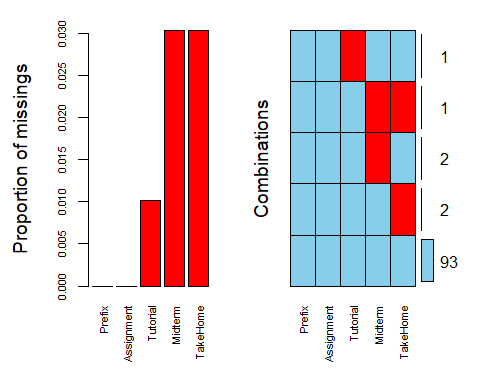 Proportion of missings
0.030
0.025
0.020
0.015
0.010
0.005
0.000
Prefix
Assignment
Tutorial
Midterm
TakeHome
Combinations
1
1
2
2
93
Prefix
Assignment
Tutorial
Midterm
TakeHome